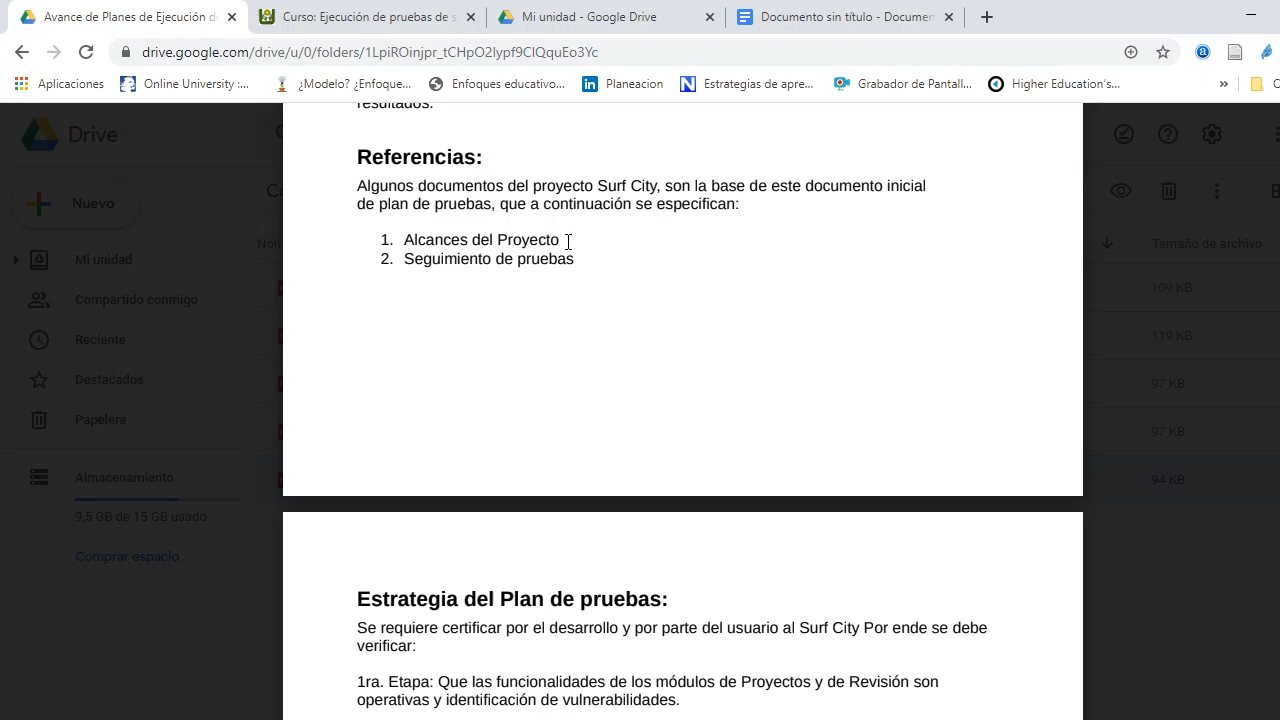 Avance de Planes de Ejecución d
Curso: Ejecución de pruebas de
Mi unidad - Google Drive
Documento sin título - Documen
drive.google.com/drive/u/0/folders/1LpiROinjpr_tCHpO2lypf9ClQquEo3Yc
Aplicaciones
Online University :...
¿Modelo? ¿Enfoque...
Enfoques educativo...
Planeacion
Estrategias de apre...
Grabador de Pantall...
Higher Education's...
»
resultados.
Drive
Referencias:
Algunos documentos del proyecto Surf City, son la base de este documento inicial
de plan de pruebas, que a continuación se especifican:
1. Alcances del Proyecto
2. Seguimiento de pruebas
Nuevo
Mi unidad
Compartido conmigo
Reciente
Destacados
Papelera
Almacenamiento
9,5 GB de 15 GB usado
Comprar espacio
Tamaño de archivo
109 KB
119 KB
97 KB
97 KB
94 KB
Estrategia del Plan de pruebas:
Se requiere certificar por el desarrollo y por parte del usuario al Surf City Por ende se debe
verificar:
1ra. Etapa: Que las funcionalidades de los módulos de Proyectos y de Revisión son
operativas y identificación de vulnerabilidades.